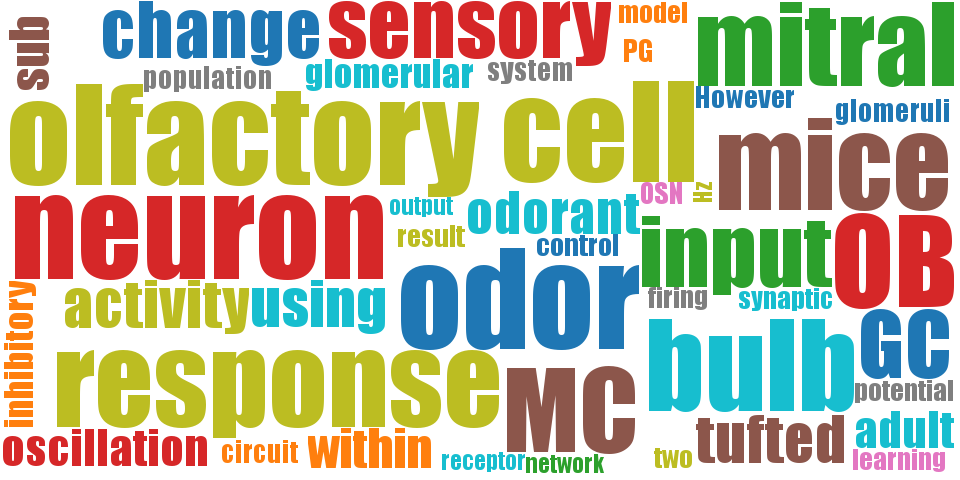 sub
change
sensory
model
PG
mitral
population
glomerular
system
However
glomeruli
olfactory
cell
mice
neuron
output
odorant
OSN
Hz
result
control
input
OB
activity
using
odor
firing
synaptic
inhibitory
response
MC
bulb
GC
potential
oscillation
circuit
within
receptor
network
two
tufted
adult
learning